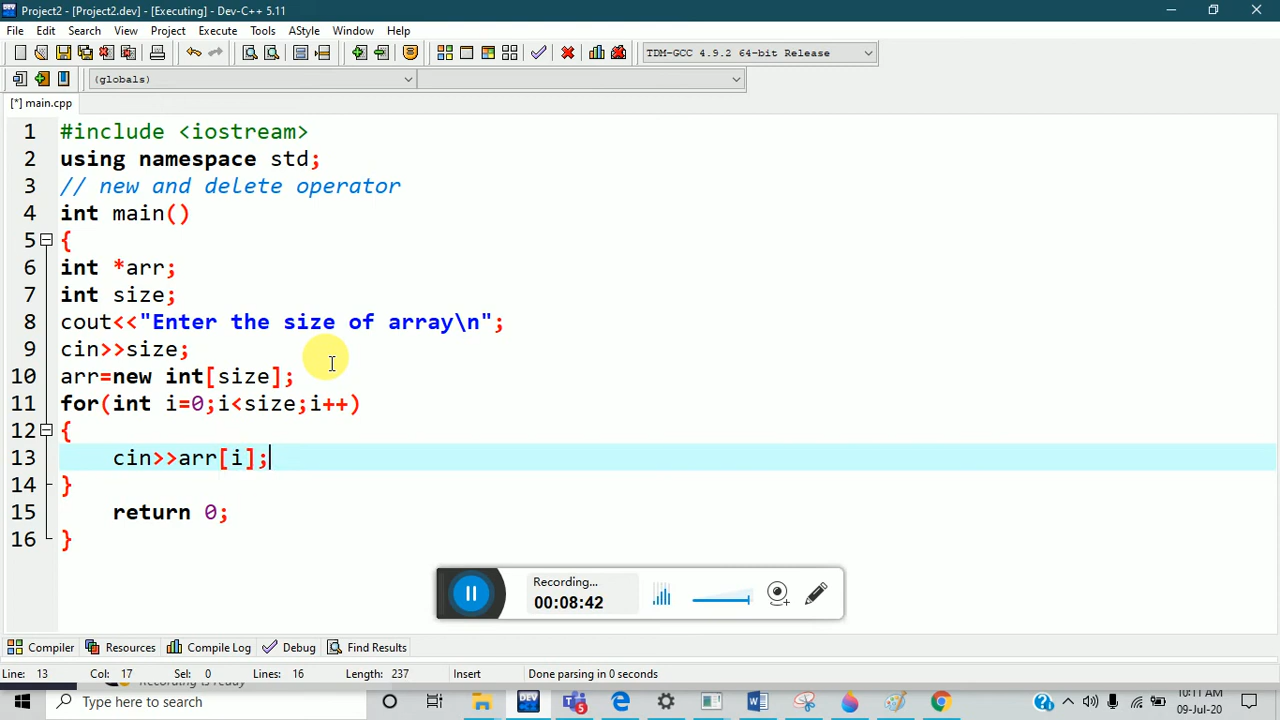 Project2 - [Project2.dev] - [Executing] - Dev-C++ 5.11
File Edit Search View Project Execute Tools AStyle Window Help
TDM-GCC 4.9.2 64-bit Release
(globals)
[*] main.cpp
1 #include <iostream>
2 using namespace std;
3 // new and delete operator
4 int main()
5 {
6 int *arr;
7 int size;
8 cout<<"Enter the size of array\n";
9 cin>>size;
10 arr=new int[size];
11 for(int i=0;i<size;i++)
12 {
13 cin>>arr[i];
14 }
15 return 0;
16 }
Recording...
00:08:42
Compiler Resources Compile Log Debug Find Results
Line: 13 Col: 17 Sel: 0 Lines: 16 Length: 237 Insert Done parsing in 0 seconds
Recording is ready
Type here to search
10:11 AM
09-Jul-20